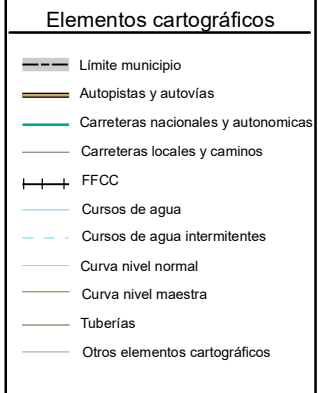 Elementos cartográficos
Límite municipio
Autopistas y autovías
Carreteras nacionales y autonomicas
Carreteras locales y caminos
FFCC
Cursos de agua
Cursos de agua intermitentes
Curva nivel normal
Curva nivel maestra
Tuberías
Otros elementos cartográficos